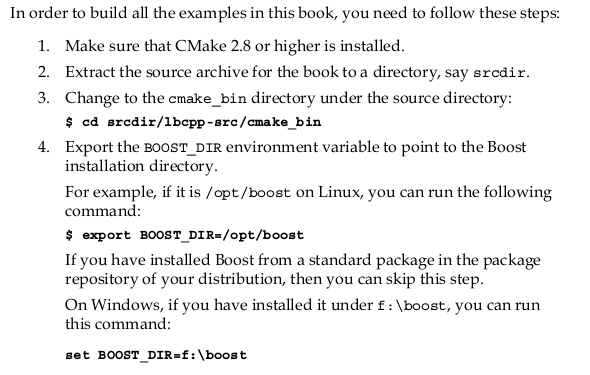 In order to build all the examples in this book, you need to follow these steps:
1. Make sure that CMake 2.8 or higher is installed.
2. Extract the source archive for the book to a directory, say srcdir.
3. Change to the cmake_bin directory under the source directory:
$ cd srcdir/lbcpp-src/cmake_bin
4. Export the BOOST_DIR environment variable to point to the Boost
installation directory.
For example, if it is /opt/boost on Linux, you can run the following
command:
$ export BOOST_DIR=/opt/boost
If you have installed Boost from a standard package in the package
repository of your distribution, then you can skip this step.
On Windows, if you have installed it under f:\boost, you can run
this command:
set BOOST_DIR=f:\boost